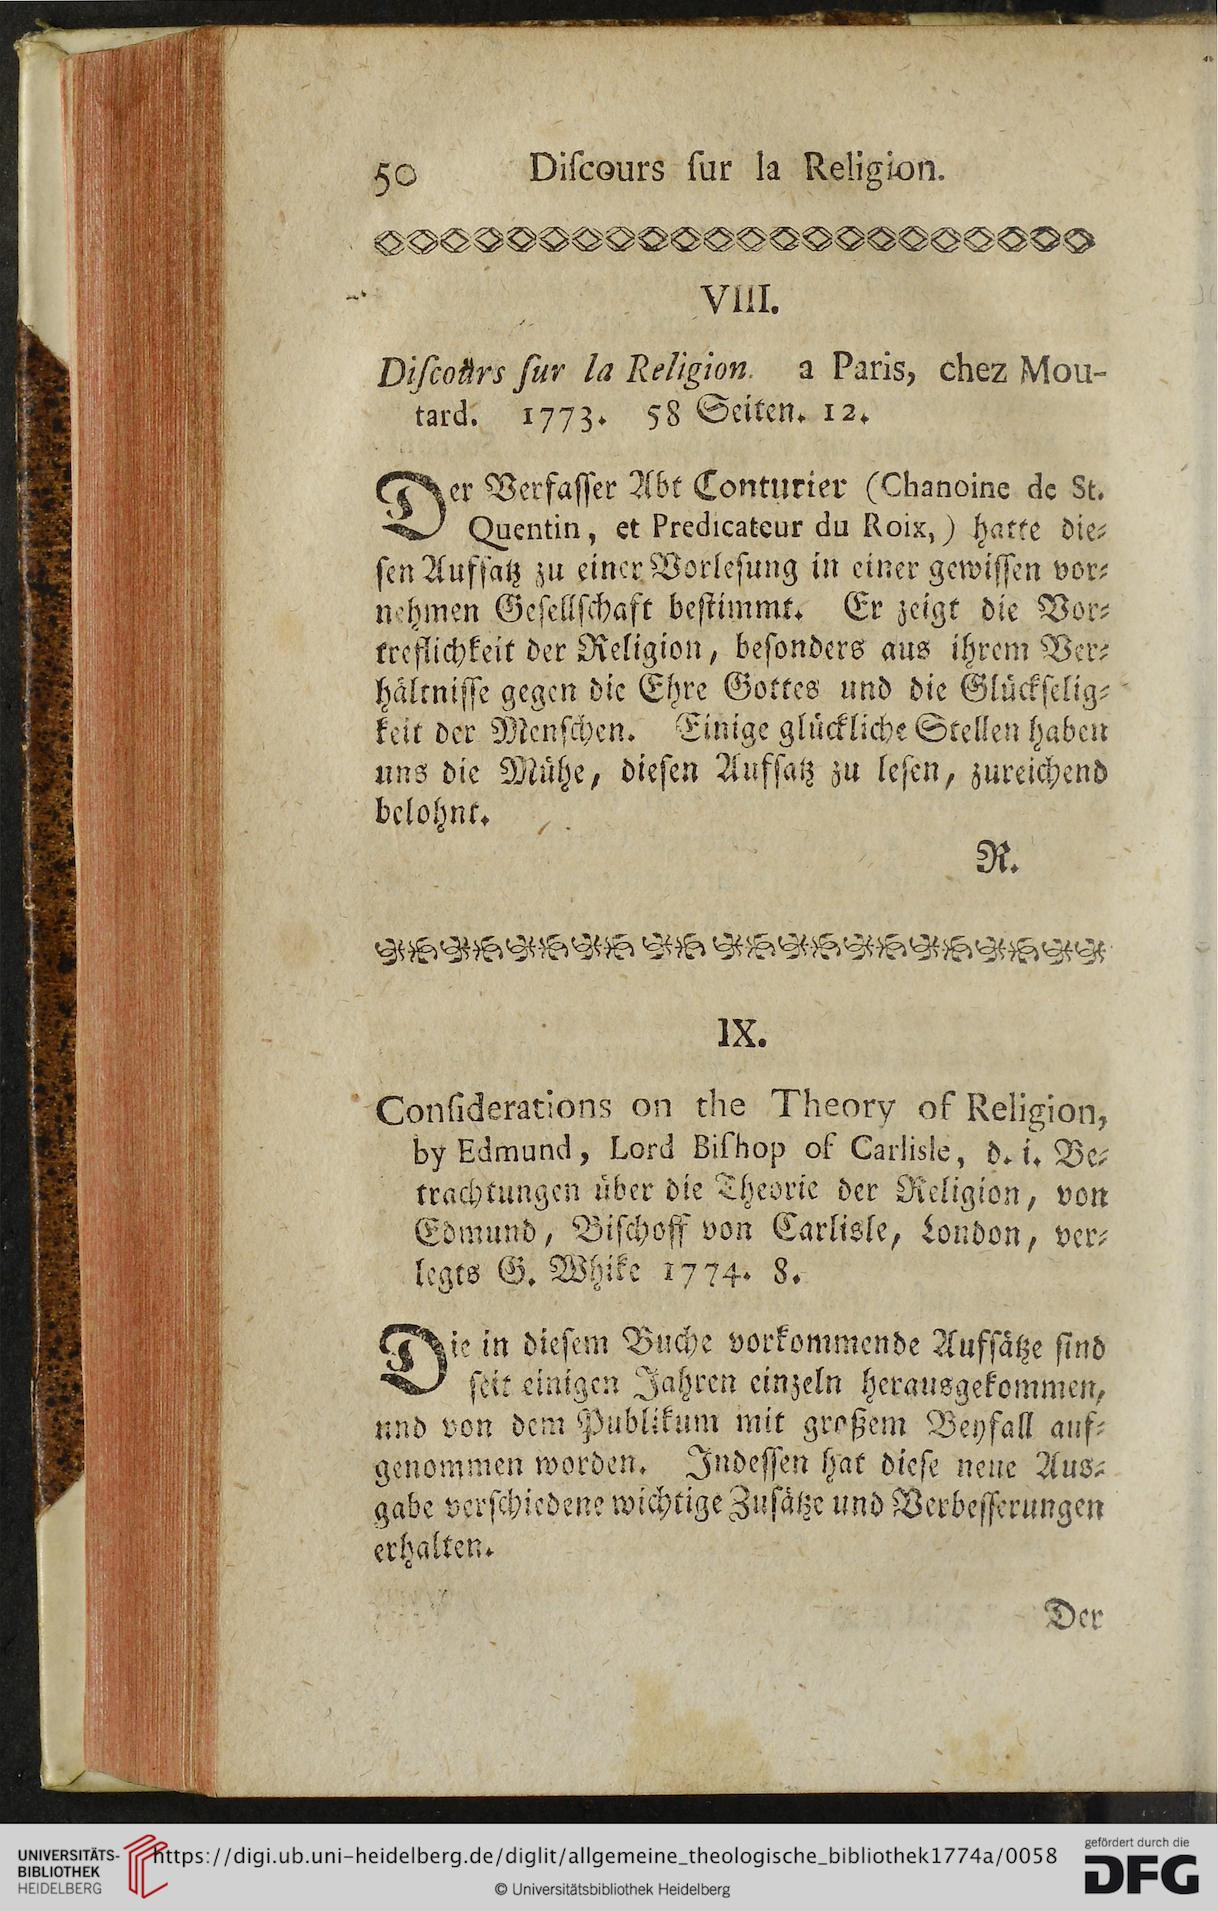 50 Diſcours ſur la Religion.
VIII.
Diſcours ſur la Religion. a Paris, chez Mou-
tard. 1773. 58 Seiten. 12.
Der Verfaſſer Abt Conturier (Chanoine de St.
Quentin, et Predicateur du Roix,) hatte die-
ſen Aufſatz zu einer Vorleſung in einer gewiſſen vor-
nehmen Geſellſchaft beſtimmt. Er zeigt die Vor-
treflichkeit der Religion, beſonders aus ihrem Ver-
hältniſſe gegen die Ehre Gottes und die Glückſelig-
keit der Menſchen. Einige glückliche Stellen haben
uns die Mühe, dieſen Aufſatz zu leſen, zureichend
belohnt.
R.
IX.
Conſiderations on the Theory of Religion,
by Edmund, Lord Biſhop of Carlisle, d. i. Be-
trachtungen über die Theorie der Religion, von
Edmund, Biſchoff von Carlisle, London, ver-
legts G. Whike 1774. 8.
Die in dieſem Buche vorkommende Aufſätze ſind
ſeit einigen Jahren einzeln herausgekommen,
und von dem Publikum mit großem Beyfall auf-
genommen worden. Indeſſen hat dieſe neue Aus-
gabe verſchiedene wichtige Zuſätze und Verbeſſerungen
erhalten.
Der
UNIVERSITÄTS-
BIBLIOTHEK
HEIDELBERG
https://digi.ub.uni-heidelberg.de/diglit/allgemeine_theologische_bibliothek1774a/0058
© Universitätsbibliothek Heidelberg
gefördert durch die
DFG